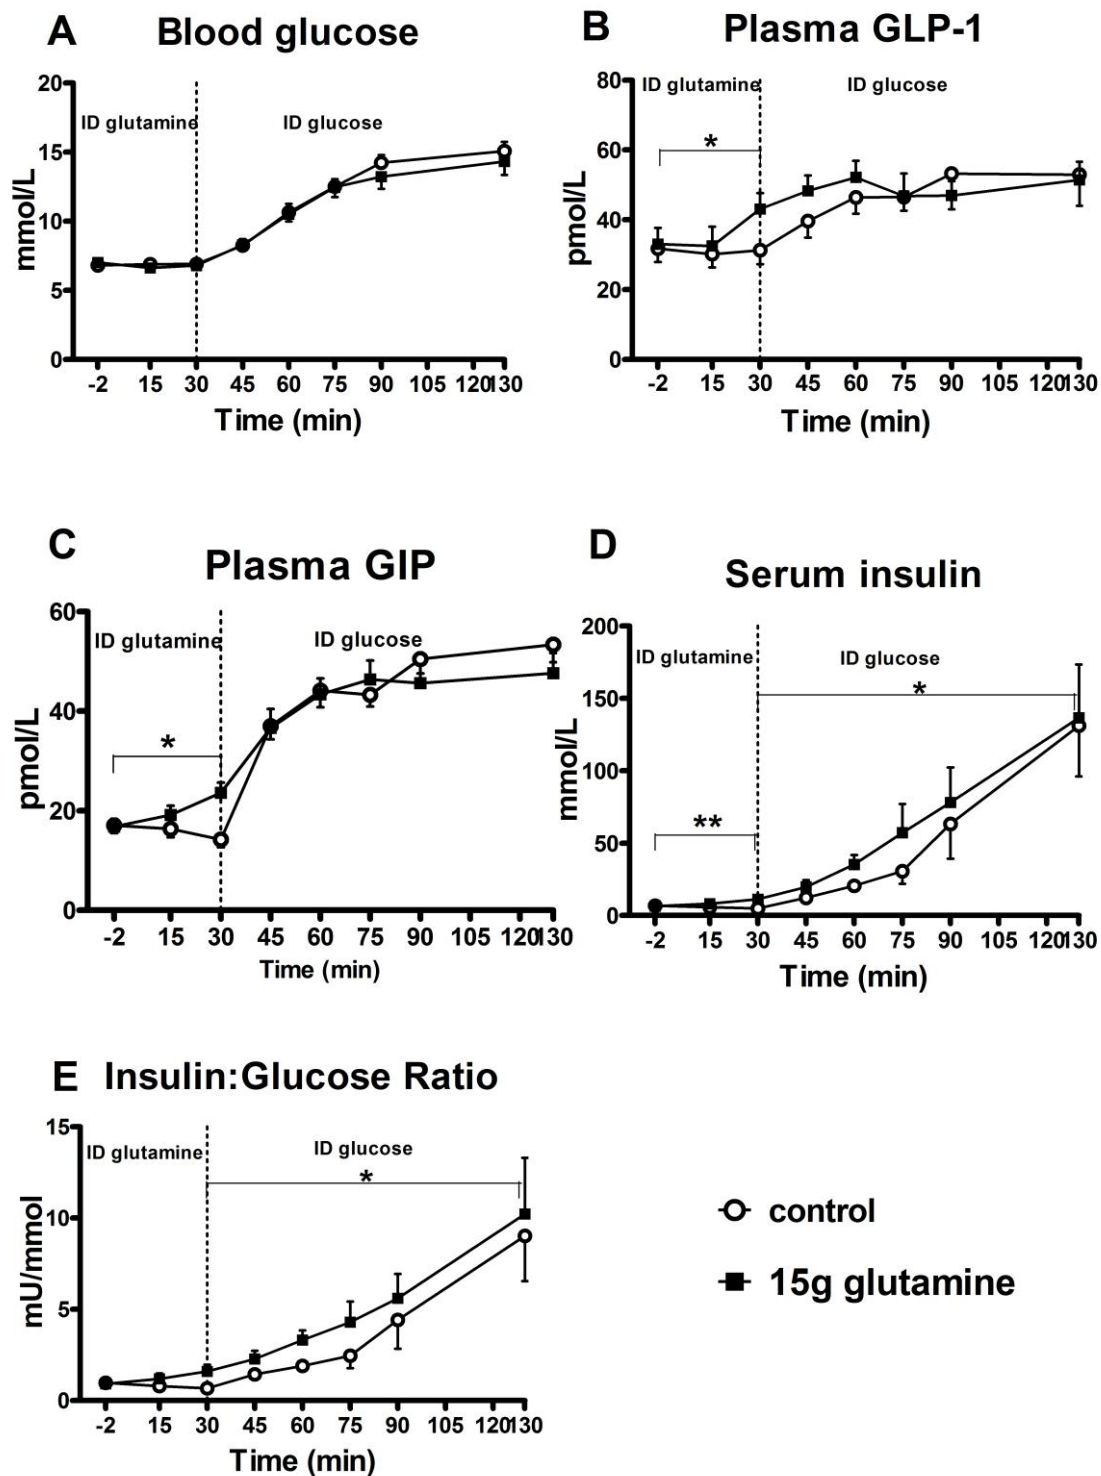 A Blood glucose
20
15
10
5
0
mmol/L
ID glutamine
ID glucose
-2 15 30 45 60 75 90 105 120 130
Time (min)
B Plasma GLP-1
80
60
40
20
0
pmol/L
ID glutamine
ID glucose
*
-2 15 30 45 60 75 90 105 120 130
Time (min)
C Plasma GIP
60
40
20
0
pmol/L
ID glutamine
ID glucose
*
-2 15 30 45 60 75 90 105 120 130
Time (min)
D Serum insulin
200
150
100
50
0
mmol/L
ID glutamine
ID glucose
*
**
-2 15 30 45 60 75 90 105 120 130
Time (min)
E Insulin:Glucose Ratio
15
10
5
0
mU/mmol
ID glutamine
ID glucose
*
-2 15 30 45 60 75 90 105 120 130
Time (min)
control
15g glutamine